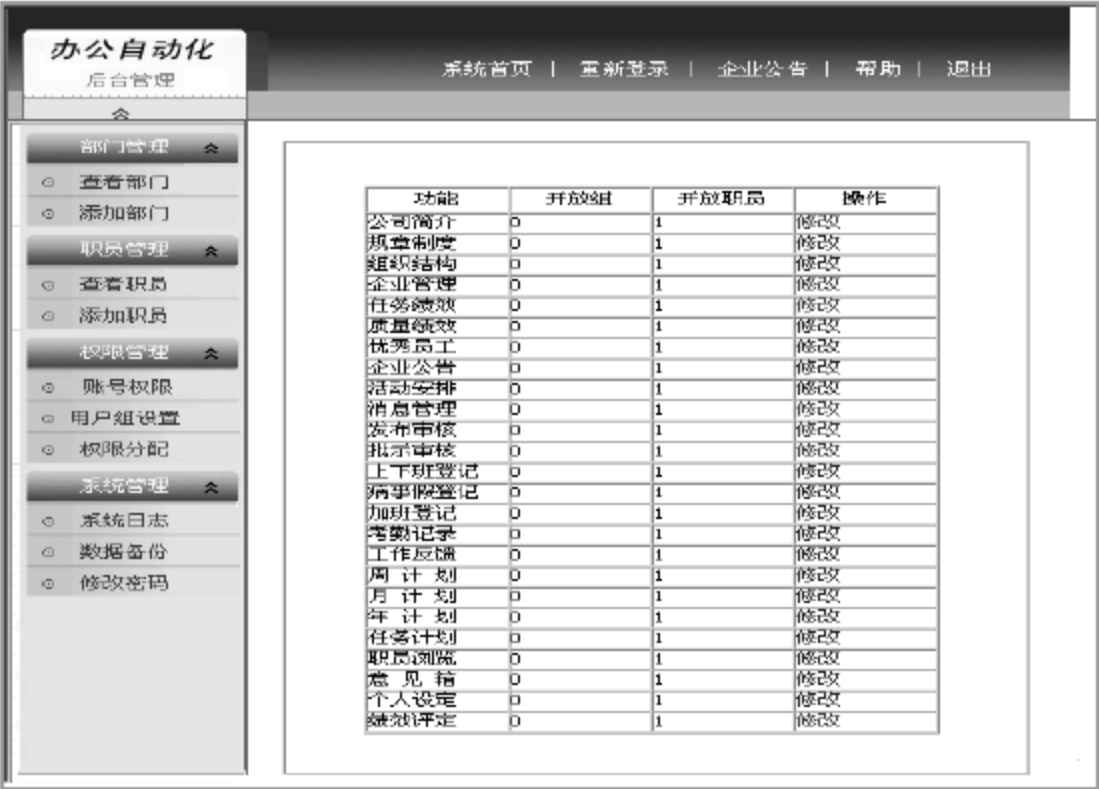 办公自动化
后台管理
系统首页 | 重新登录 | 企业公告 | 帮助 | 退出
部门管理
查看部门
添加部门
职员管理
查看职员
添加职员
权限管理
账号权限
用户组设置
权限分配
系统管理
系统日志
数据备份
修改密码
功能 开放组 开放职员 操作
公司简介 0 1 修改
规章制度 0 1 修改
组织结构 0 1 修改
企业管理 0 1 修改
任务绩效 0 1 修改
质量绩效 0 1 修改
优秀员工 0 1 修改
企业公告 0 1 修改
活动安排 0 1 修改
消息管理 0 1 修改
发布审核 0 1 修改
批示审核 0 1 修改
上下班登记 0 1 修改
病事假登记 0 1 修改
加班登记 0 1 修改
考勤记录 0 1 修改
工作反馈 0 1 修改
周 计 划 0 1 修改
月 计 划 0 1 修改
年 计 划 0 1 修改
任务计划 0 1 修改
职员浏览 0 1 修改
意 见 箱 0 1 修改
个人设定 0 1 修改
绩效评定 0 1 修改